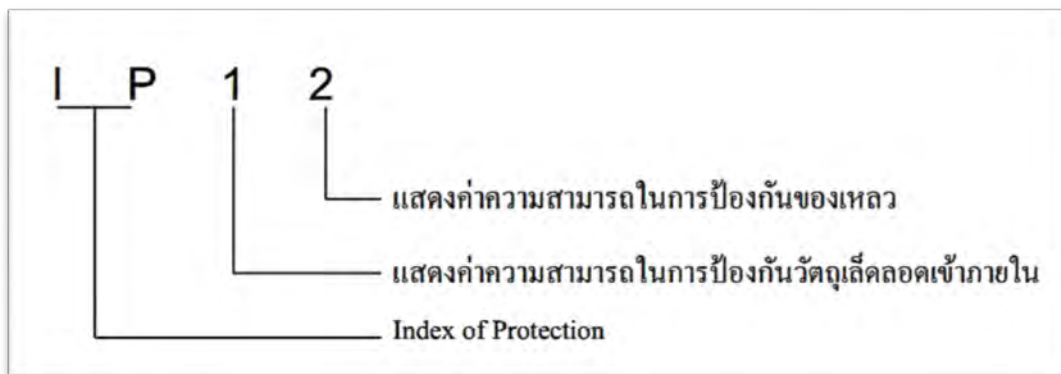 I P 1 2
แสดงค่าความสามารถในการป้องกันของเหลว
แสดงค่าความสามารถในการป้องกันวัตถุเล็ดลอดเข้าภายใน
Index of Protection